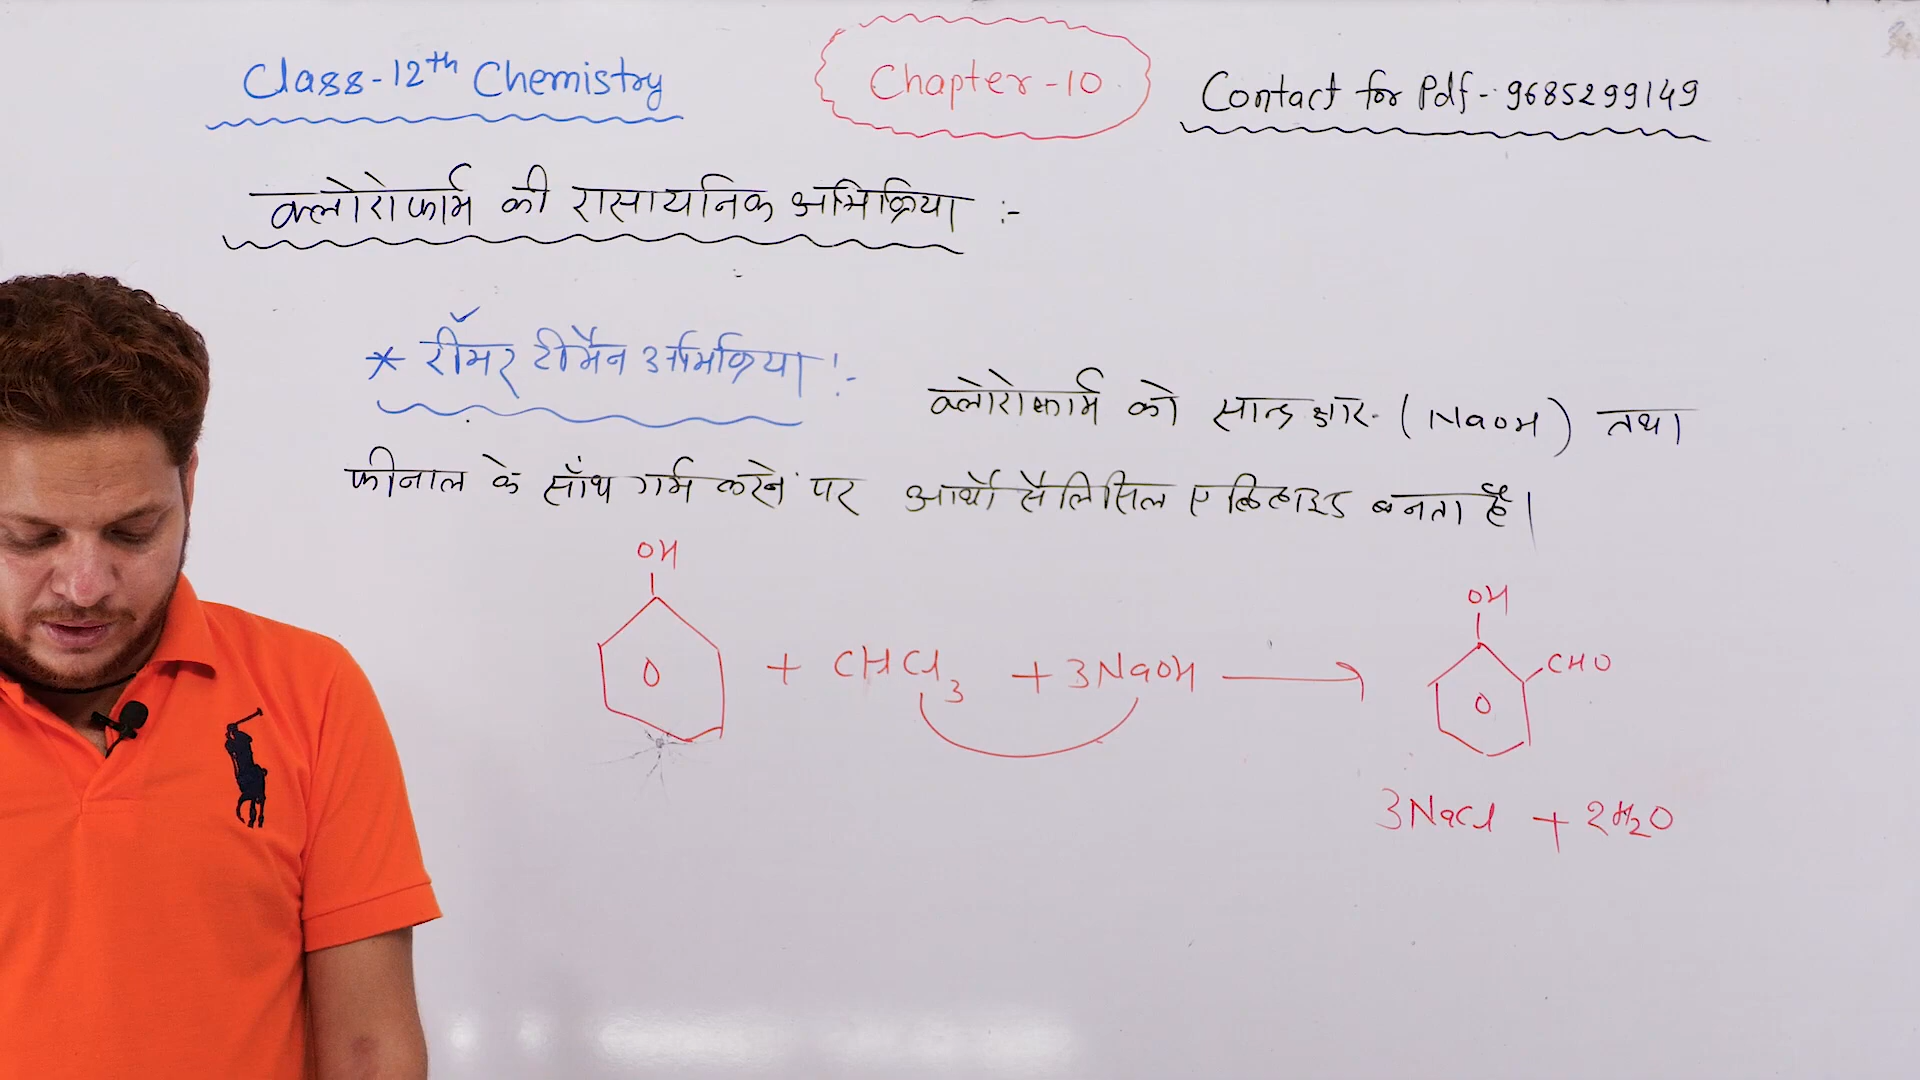 Class-12th Chemistry
Chapter-10
Contact for Pdf - 9685299149
क्लोरोफार्म की रासायनिक अभिक्रिया :-
* रीमर टीमैन अभिक्रिया :-
क्लोरोफार्म को सान्द्र क्षार (NaOH) तथा
फीनाल के साँथ गर्म करने पर आर्थो सैलिसिल एल्डिहाइड बनता है।
OH
+ CHCl3 + 3NaOH ⟶
OH
CHO
3NaCl + 2H2O